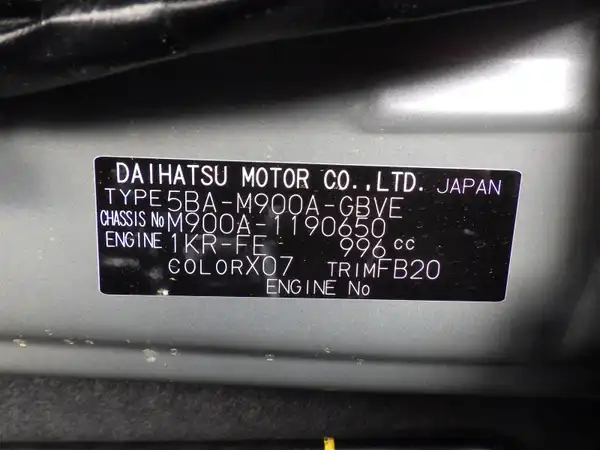 DAIHATSU MOTOR CO.,LTD. JAPAN
TYPE 5BA-M900A-GBVE
CHASSIS No M900A-1190650
ENGINE 1KR-FE 996 cc
COLOR X07 TRIM FB20
ENGINE No